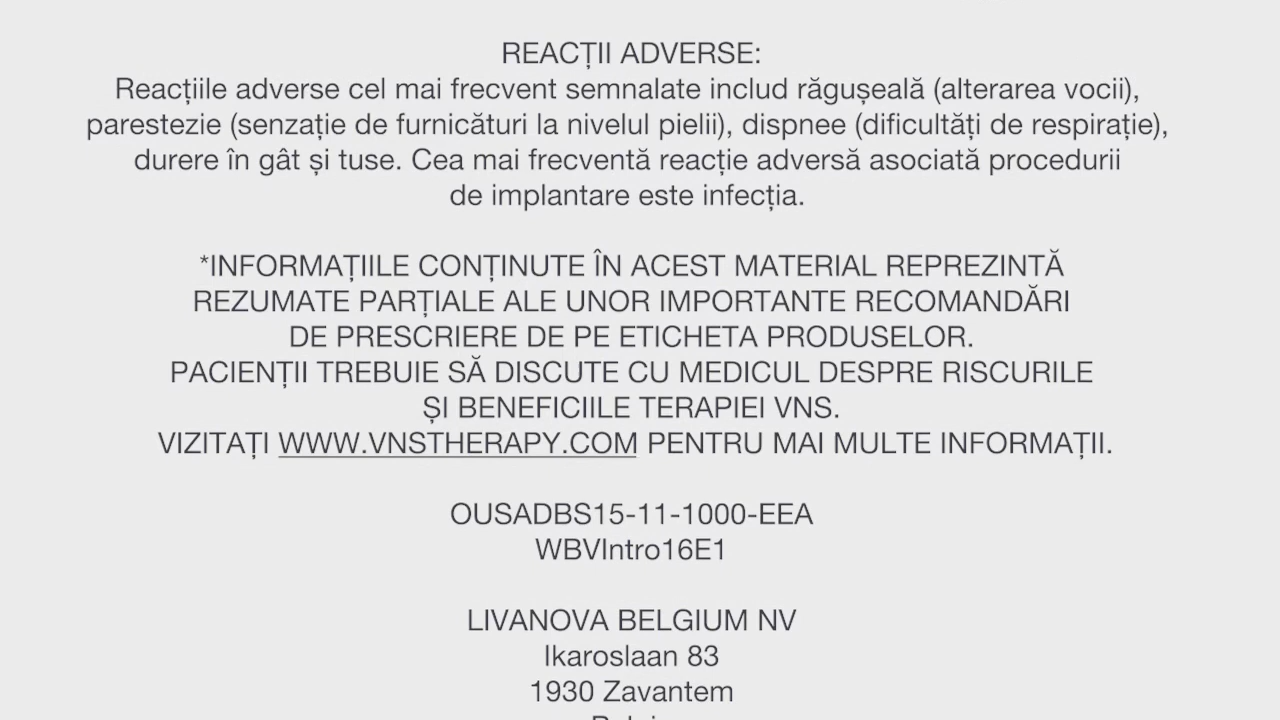 REACȚII ADVERSE:
Reacțiile adverse cel mai frecvent semnalate includ răgușeală (alterarea vocii),
parestezie (senzație de furnicături la nivelul pielii), dispnee (dificultăți de respirație),
durere în gât și tuse. Cea mai frecventă reacție adversă asociată procedurii
de implantare este infecția.
*INFORMAȚIILE CONȚINUTE ÎN ACEST MATERIAL REPREZINTĂ
REZUMATE PARȚIALE ALE UNOR IMPORTANTE RECOMANDĂRI
DE PRESCRIERE DE PE ETICHETA PRODUSELOR.
PACIENȚII TREBUIE SĂ DISCUTE CU MEDICUL DESPRE RISCURILE
ȘI BENEFICIILE TERAPIEI VNS.
VIZITAȚI WWW.VNSTHERAPY.COM PENTRU MAI MULTE INFORMAȚII.
OUSADBS15-11-1000-EEA
WBVIntro16E1
LIVANOVA BELGIUM NV
Ikaroslaan 83
1930 Zavantem